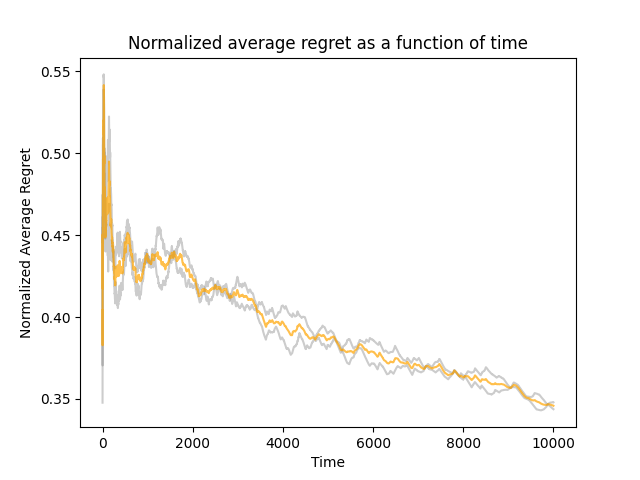 Normalized average regret as a function of time
Normalized Average Regret
0.55
0.50
0.45
0.40
0.35
0 2000 4000 6000 8000 10000
Time